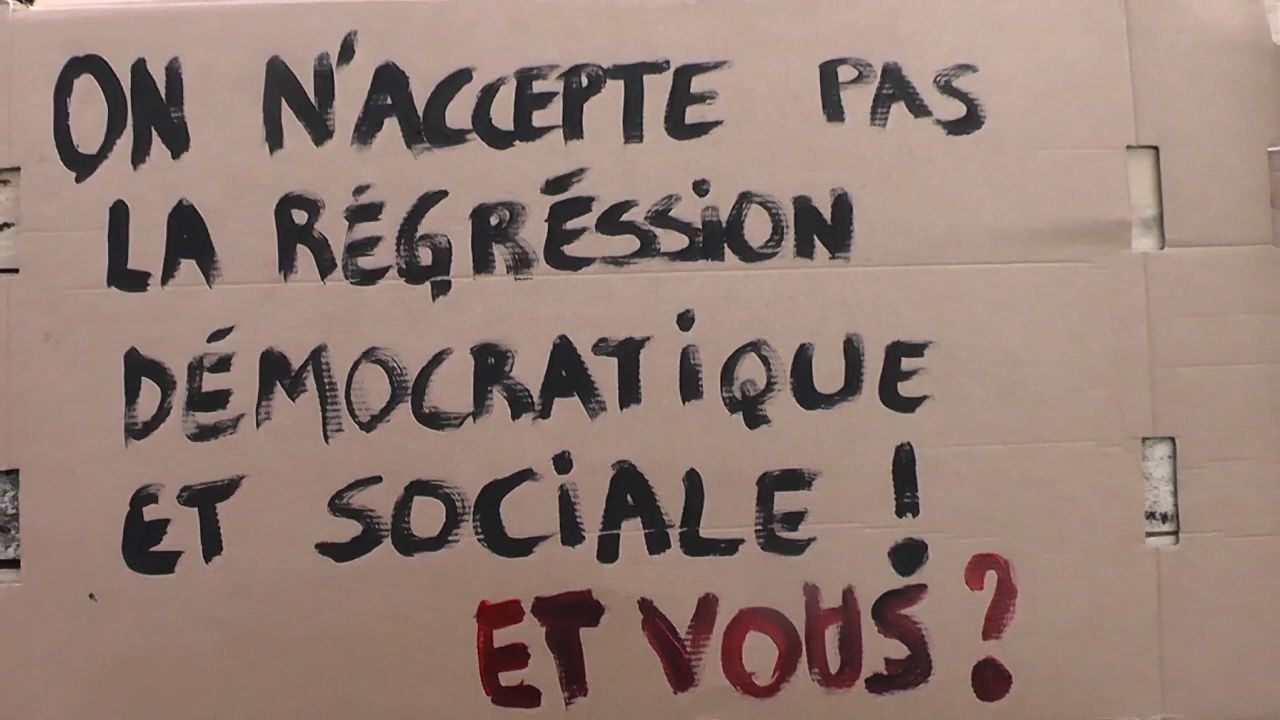 ON N'ACCEPTE PAS
LA RÉGRÉSSION
DÉMOCRATIQUE
ET SOCIALE !
ET VOUS ?